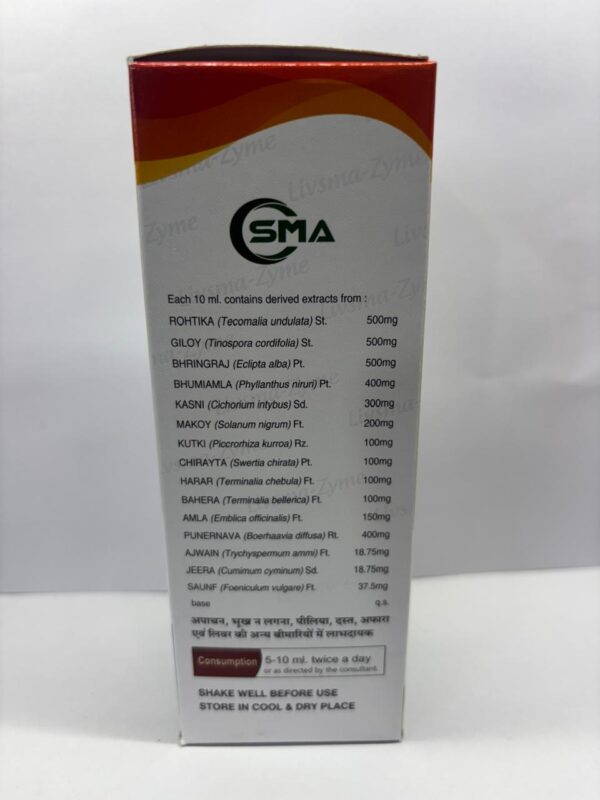 Livsma-Zyme
SMA
Each 10 ml. contains derived extracts from :
ROHTIKA (Tecomalia undulata) St. 500mg
GILOY (Tinospora cordifolia) St. 500mg
BHRINGRAJ (Eclipta alba) Pt. 500mg
BHUMIAMLA (Phyllanthus niruri) Pt. 400mg
KASNI (Cichorium intybus) Sd. 300mg
MAKOY (Solanum nigrum) Ft. 200mg
KUTKI (Piccrorhiza kurroa) Rz. 100mg
CHIRAYTA (Swertia chirata) Pt. 100mg
HARAR (Terminalia chebula) Ft. 100mg
BAHERA (Terminalia bellerica) Ft. 100mg
AMLA (Emblica officinalis) Ft. 150mg
PUNERNAVA (Boerhaavia diffusa) Rt. 400mg
AJWAIN (Trychyspermum ammi) Ft. 18.75mg
JEERA (Cumimum cyminum) Sd. 18.75mg
SAUNF (Foeniculum vulgare) Ft. 37.5mg
base q.s.
अपाचन, भूख न लगना, पीलिया, दस्त, अफारा
एवं लिवर की अन्य बीमारियों में लाभदायक
Consumption 5-10 ml. twice a day
or as directed by the consultant.
SHAKE WELL BEFORE USE
STORE IN COOL & DRY PLACE